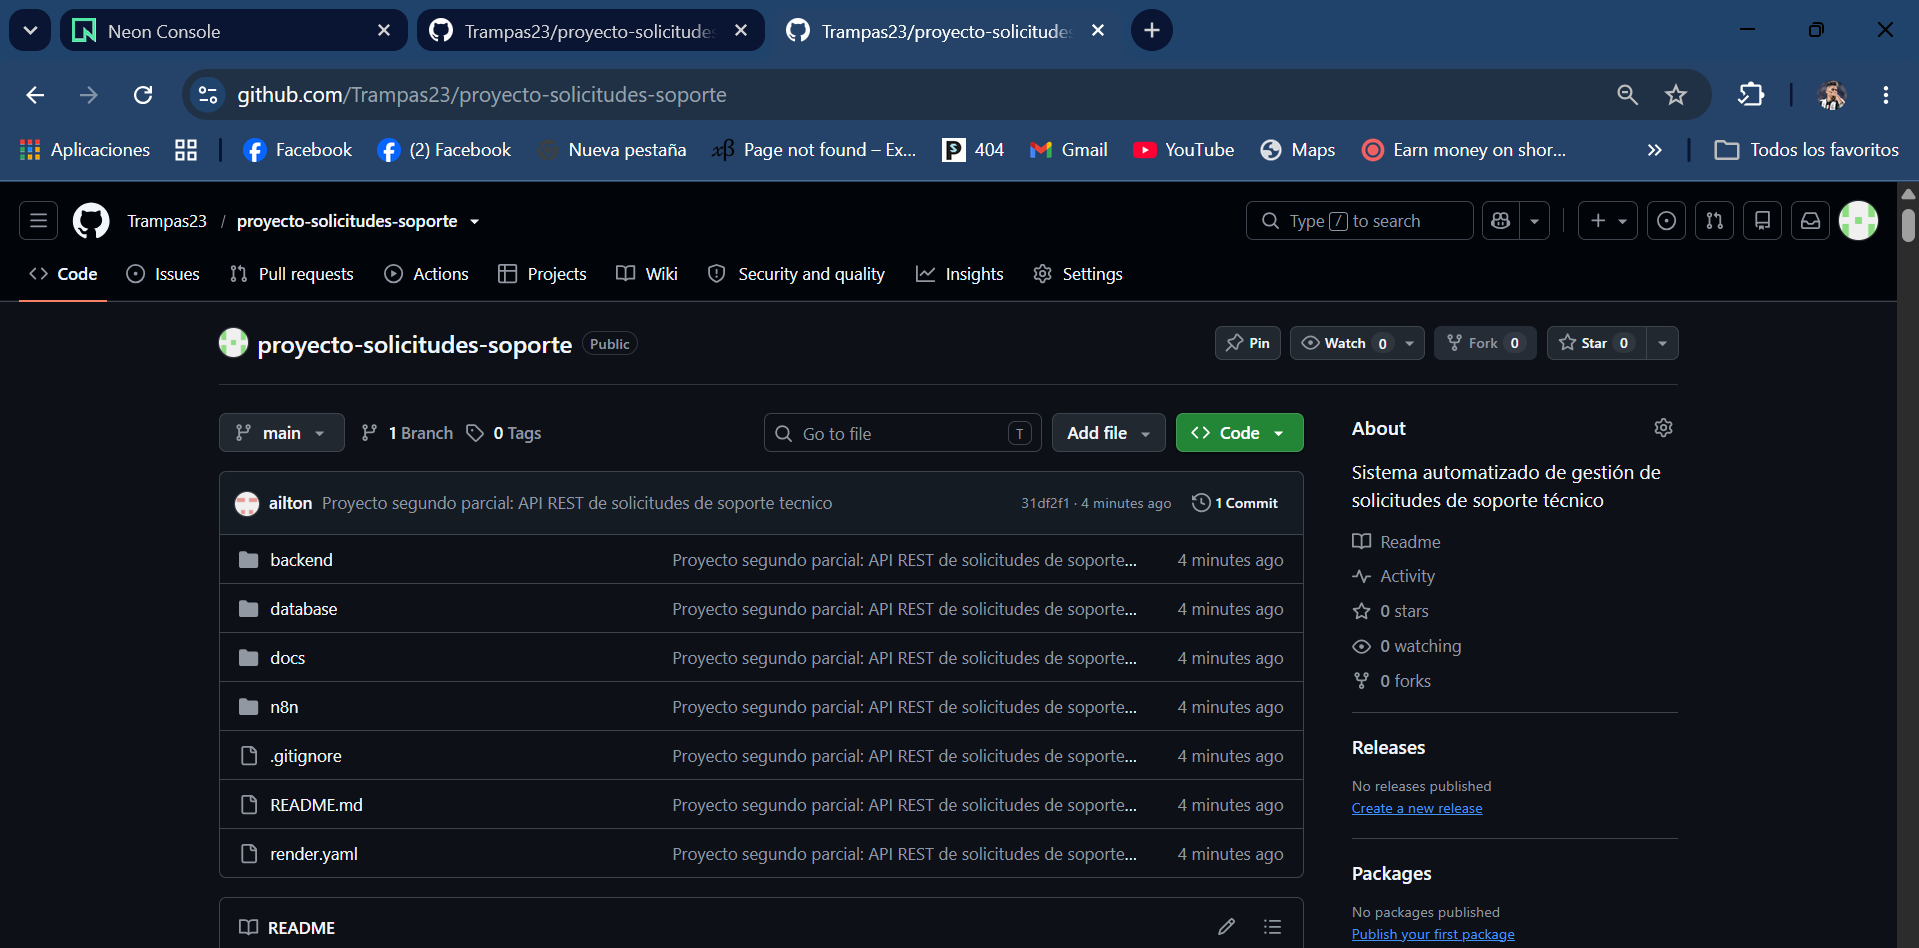 Neon Console
Trampas23/proyecto-solicitude
Trampas23/proyecto-solicitude
github.com/Trampas23/proyecto-solicitudes-soporte
Aplicaciones
Facebook
(2) Facebook
Nueva pestaña
Page not found – Ex...
404
Gmail
YouTube
Maps
Earn money on shor...
Todos los favoritos
Trampas23 / proyecto-solicitudes-soporte
Type / to search
Code
Issues
Pull requests
Actions
Projects
Wiki
Security and quality
Insights
Settings
proyecto-solicitudes-soporte Public
Pin
Watch 0
Fork 0
Star 0
main
1 Branch
0 Tags
Go to file T
Add file
Code
ailton Proyecto segundo parcial: API REST de solicitudes de soporte tecnico 31df2f1 · 4 minutes ago 1 Commit
backend Proyecto segundo parcial: API REST de solicitudes de soporte... 4 minutes ago
database Proyecto segundo parcial: API REST de solicitudes de soporte... 4 minutes ago
docs Proyecto segundo parcial: API REST de solicitudes de soporte... 4 minutes ago
n8n Proyecto segundo parcial: API REST de solicitudes de soporte... 4 minutes ago
.gitignore Proyecto segundo parcial: API REST de solicitudes de soporte... 4 minutes ago
README.md Proyecto segundo parcial: API REST de solicitudes de soporte... 4 minutes ago
render.yaml Proyecto segundo parcial: API REST de solicitudes de soporte... 4 minutes ago
README
About
Sistema automatizado de gestión de
solicitudes de soporte técnico
Readme
Activity
0 stars
0 watching
0 forks
Releases
No releases published
Create a new release
Packages
No packages published
Publish your first package